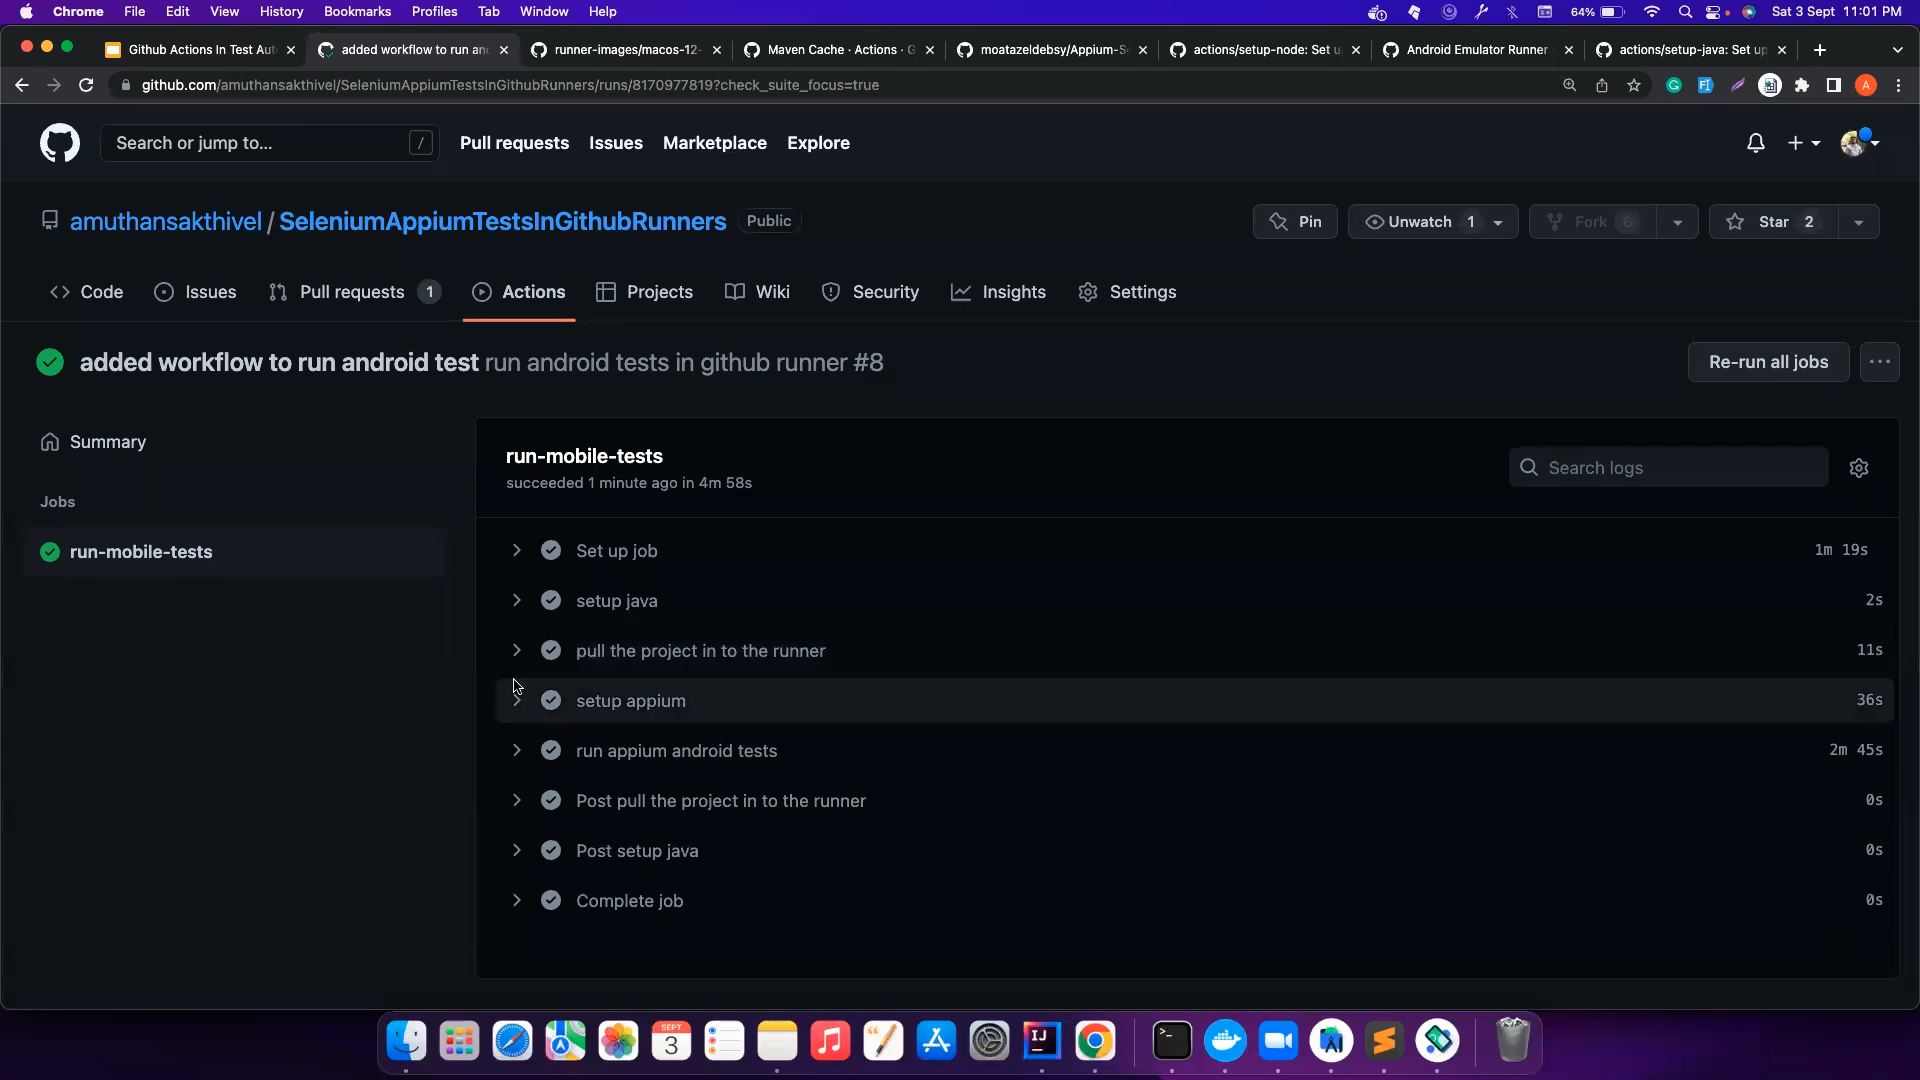 Chrome File Edit View History Bookmarks Profiles Tab Window Help 64% Sat 3 Sept 11:01 PM
Github Actions In Test Aut added workflow to run an runner-images/macos-12- Maven Cache · Actions · G moatazeldebsy/Appium-S actions/setup-node: Set u Android Emulator Runner actions/setup-java: Set up
github.com/amuthansakthivel/SeleniumAppiumTestsInGithubRunners/runs/8170977819?check_suite_focus=true
Search or jump to... / Pull requests Issues Marketplace Explore
amuthansakthivel / SeleniumAppiumTestsInGithubRunners Public Pin Unwatch 1 Fork Star 2
Code Issues Pull requests 1 Actions Projects Wiki Security Insights Settings
added workflow to run android test run android tests in github runner #8 Re-run all jobs
Summary
Jobs
run-mobile-tests
run-mobile-tests
succeeded 1 minute ago in 4m 58s
Search logs
Set up job 1m 19s
setup java 2s
pull the project in to the runner 11s
setup appium 36s
run appium android tests 2m 45s
Post pull the project in to the runner 0s
Post setup java 0s
Complete job 0s
SEPT
3
IJ